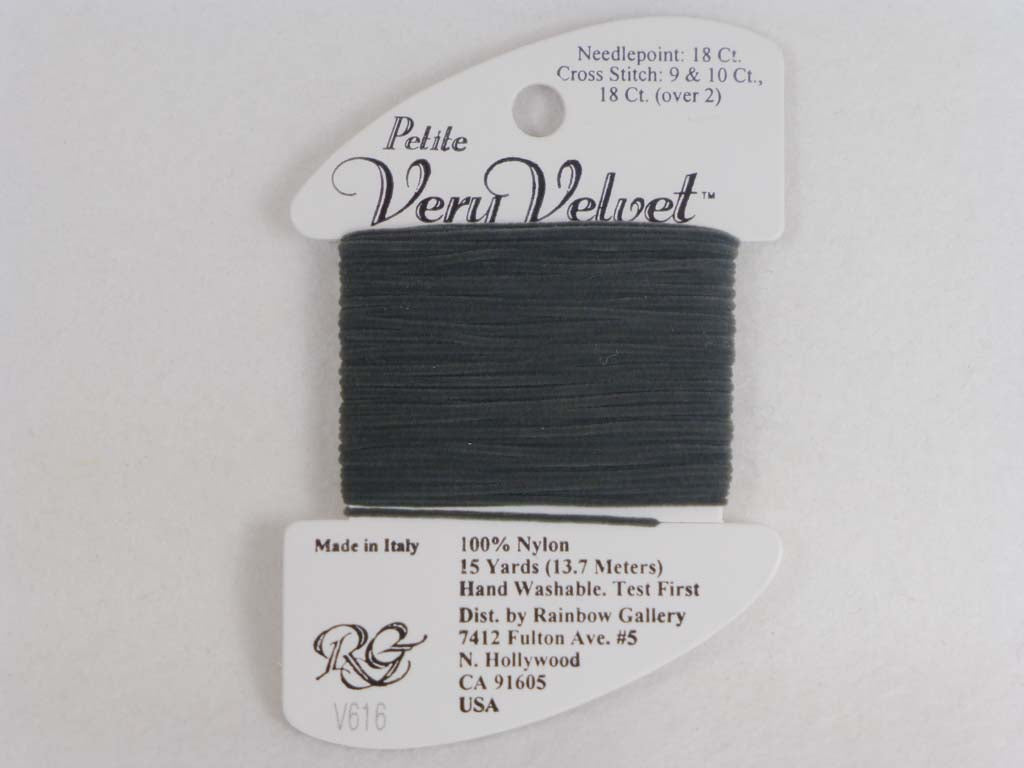 Needlepoint: 18 Ct.
Cross Stitch: 9 & 10 Ct.,
18 Ct. (over 2)
Petite
Very Velvet™
Made in Italy
100% Nylon
15 Yards (13.7 Meters)
Hand Washable. Test First
Dist. by Rainbow Gallery
7412 Fulton Ave. #5
N. Hollywood
CA 91605
USA
RG
V616